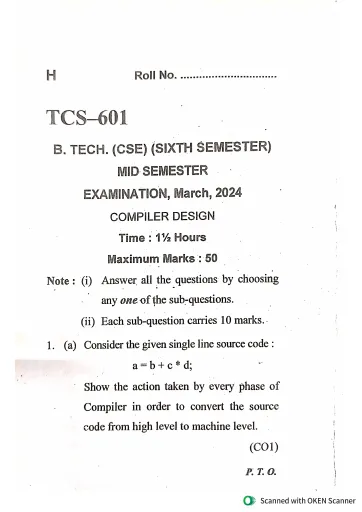 H Roll No. ................................
TCS–601
B. TECH. (CSE) (SIXTH SEMESTER)
MID SEMESTER
EXAMINATION, March, 2024
COMPILER DESIGN
Time : 1½ Hours
Maximum Marks : 50
Note : (i) Answer all the questions by choosing
any one of the sub-questions.
(ii) Each sub-question carries 10 marks.
1. (a) Consider the given single line source code :
a = b + c * d;
Show the action taken by every phase of
Compiler in order to convert the source
code from high level to machine level.
(CO1)
P. T. O.
Scanned with OKEN Scanner